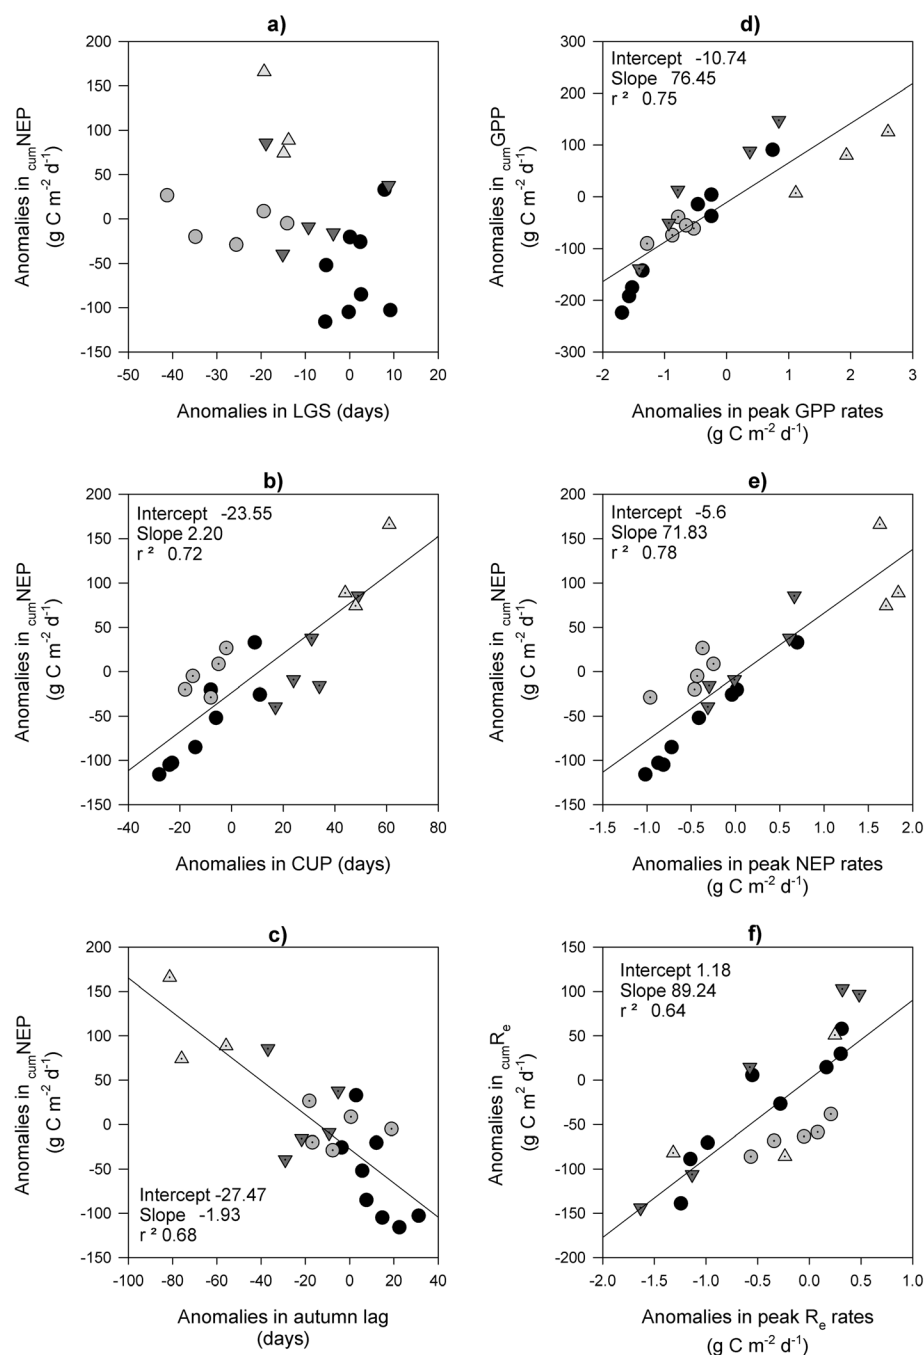 a)
200
150
100
50
0
-50
-100
-150
-50 -40 -30 -20 -10 0 10 20
Anomalies in cumNEP
(g C m-2 d-1)
Anomalies in LGS (days)
d)
Intercept -10.74
Slope 76.45
r ² 0.75
300
200
100
0
-100
-200
-300
-2 -1 0 1 2 3
Anomalies in cumGPP
(g C m-2 d-1)
Anomalies in peak GPP rates
(g C m-2 d-1)
b)
Intercept -23.55
Slope 2.20
r ² 0.72
200
150
100
50
0
-50
-100
-150
-40 -20 0 20 40 60 80
Anomalies in cumNEP
(g C m-2 d-1)
Anomalies in CUP (days)
e)
Intercept -5.6
Slope 71.83
r ² 0.78
200
150
100
50
0
-50
-100
-150
-1.5 -1.0 -0.5 0.0 0.5 1.0 1.5 2.0
Anomalies in cumNEP
(g C m-2 d-1)
Anomalies in peak NEP rates
(g C m-2 d-1)
c)
200
150
100
50
0
-50
-100
-150
Intercept -27.47
Slope -1.93
r ² 0.68
-100 -80 -60 -40 -20 0 20 40
Anomalies in cumNEP
(g C m-2 d-1)
Anomalies in autumn lag
(days)
f)
Intercept 1.18
Slope 89.24
r ² 0.64
150
100
50
0
-50
-100
-150
-200
-2.0 -1.5 -1.0 -0.5 0.0 0.5 1.0
Anomalies in cumRe
(g C m-2 d-1)
Anomalies in peak Re rates
(g C m-2 d-1)